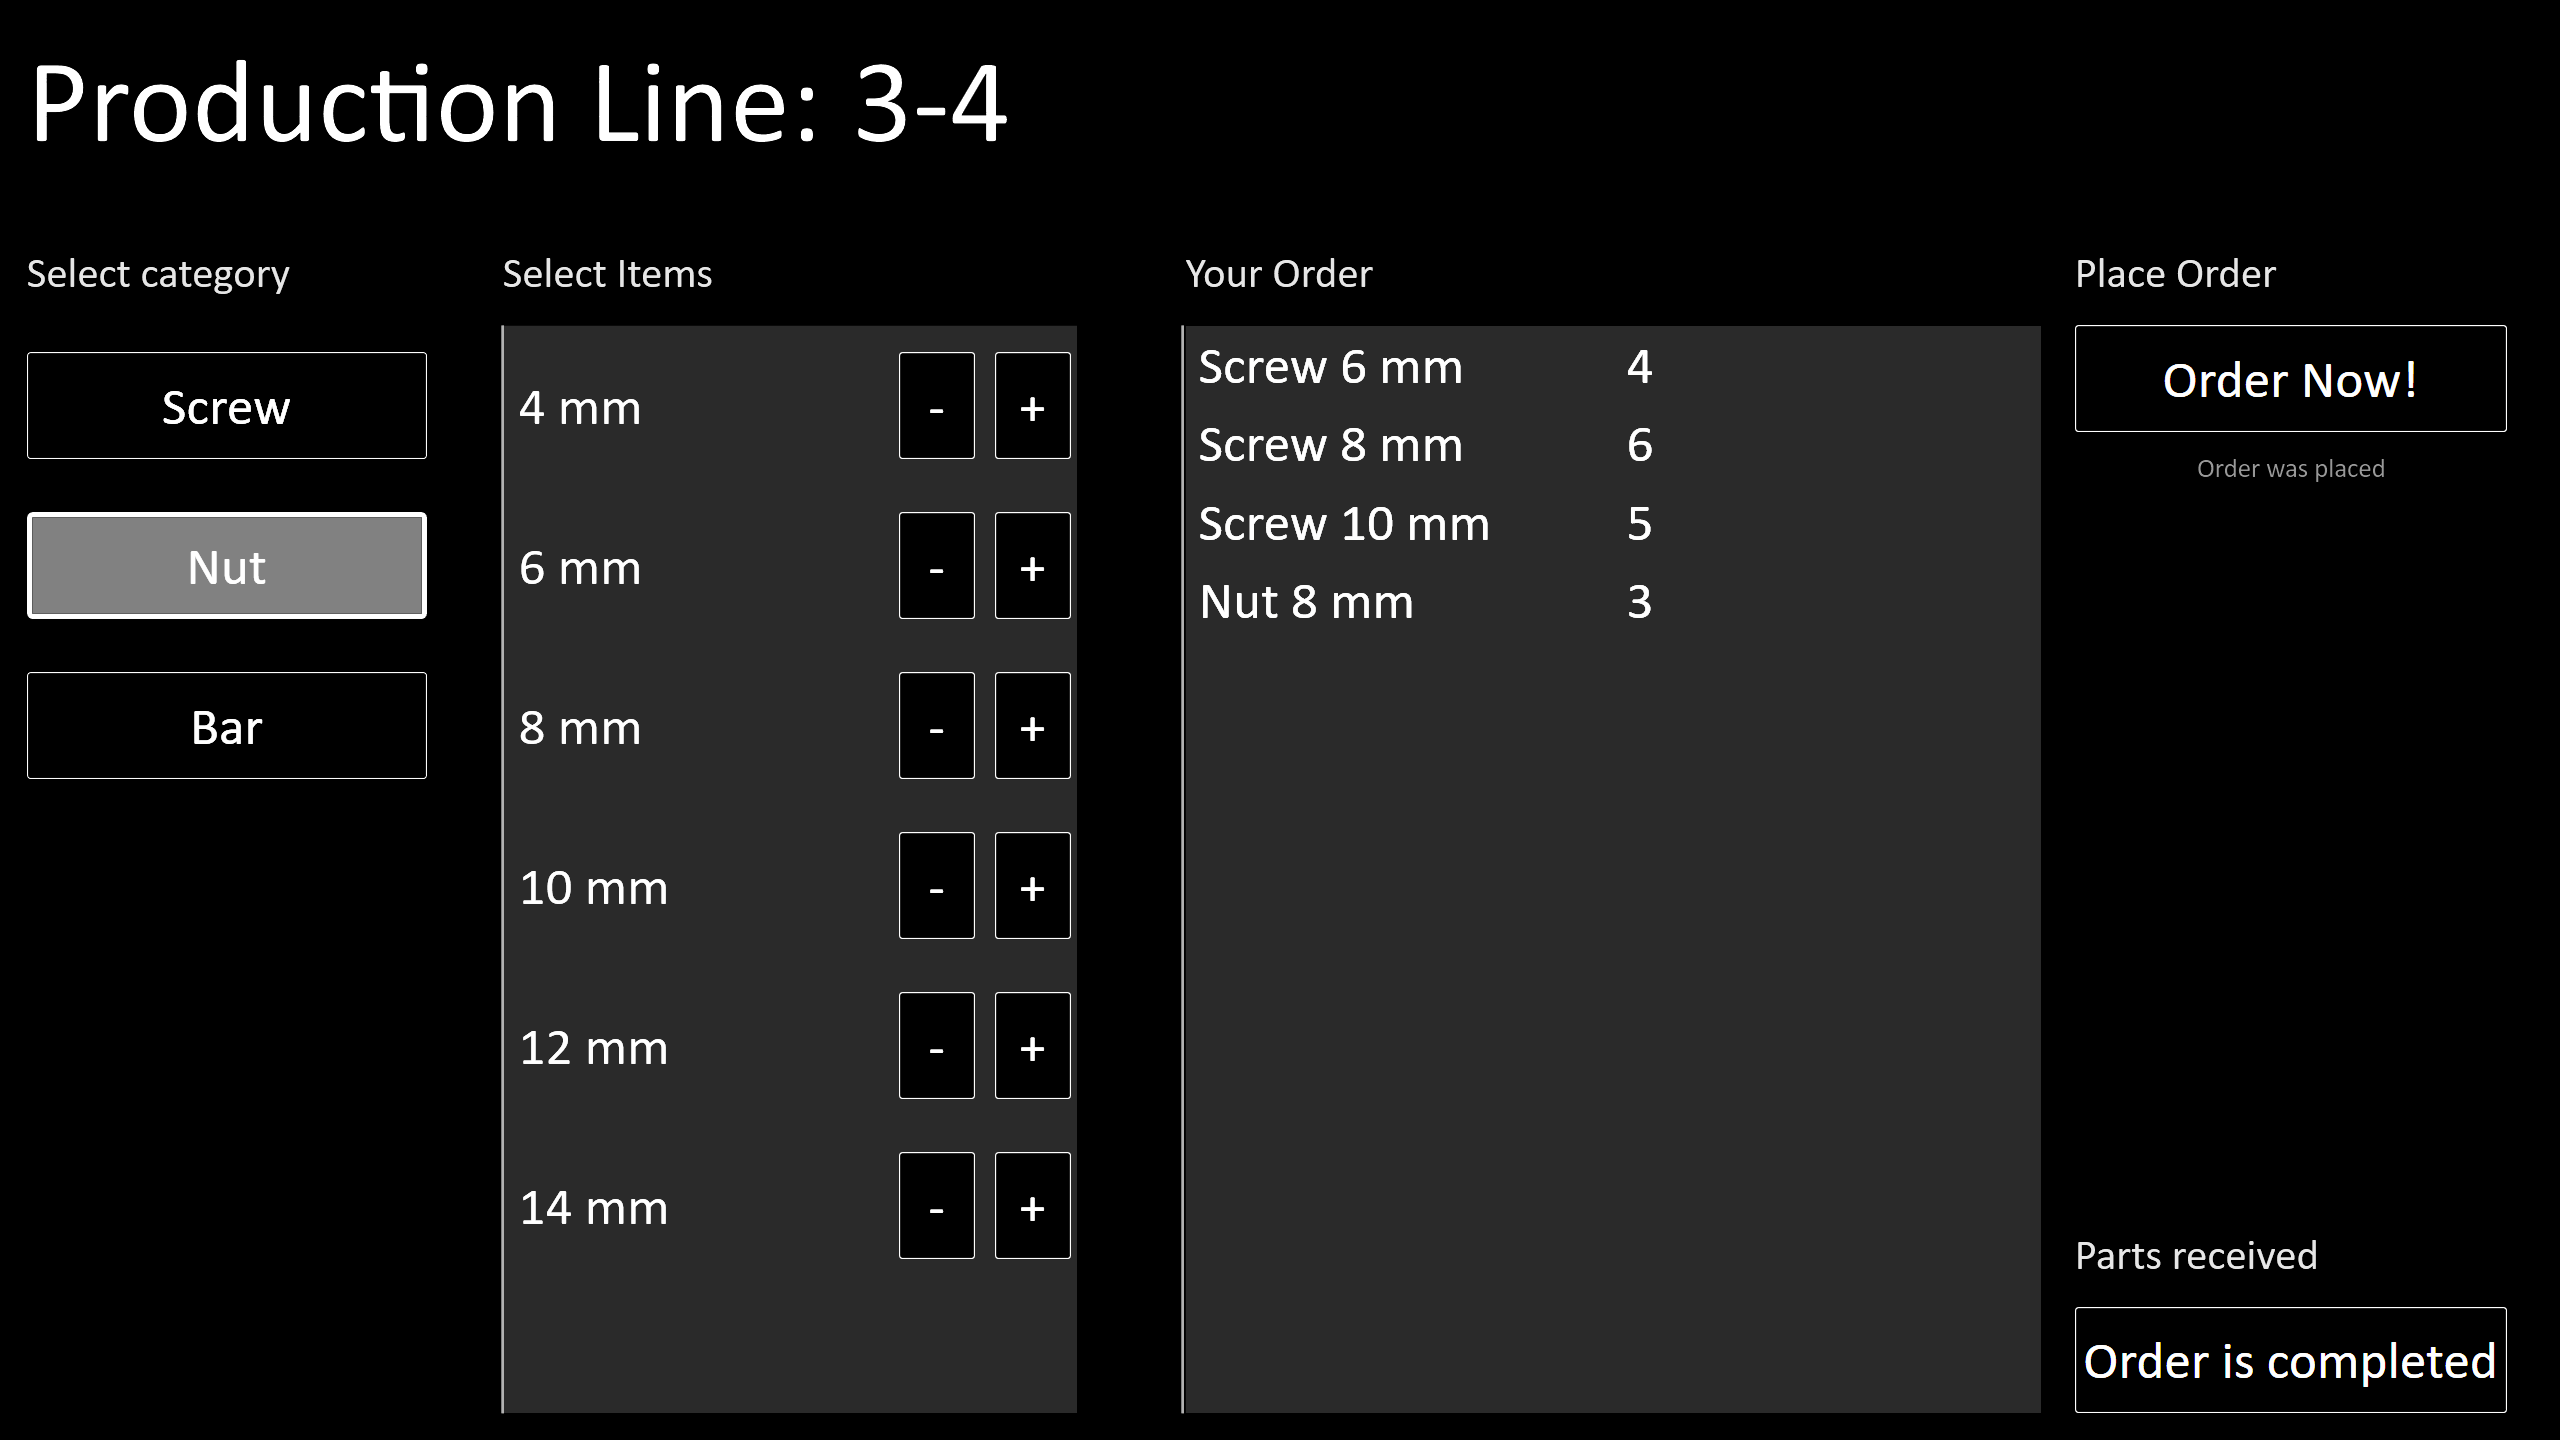 Production Line: 3-4
Select category
Screw
Nut
Bar
Select Items
4 mm - +
6 mm - +
8 mm - +
10 mm - +
12 mm - +
14 mm - +
Your Order
Screw 6 mm 4
Screw 8 mm 6
Screw 10 mm 5
Nut 8 mm 3
Place Order
Order Now!
Order was placed
Parts received
Order is completed